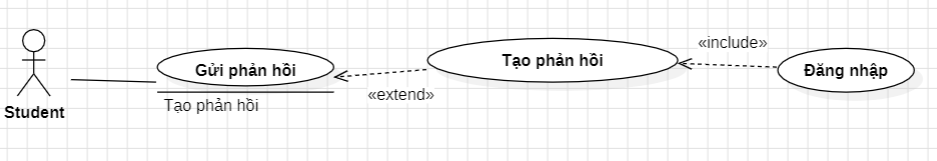 Student
Gửi phản hồi
Tạo phản hồi
«extend»
Tạo phản hồi
«include»
Đăng nhập